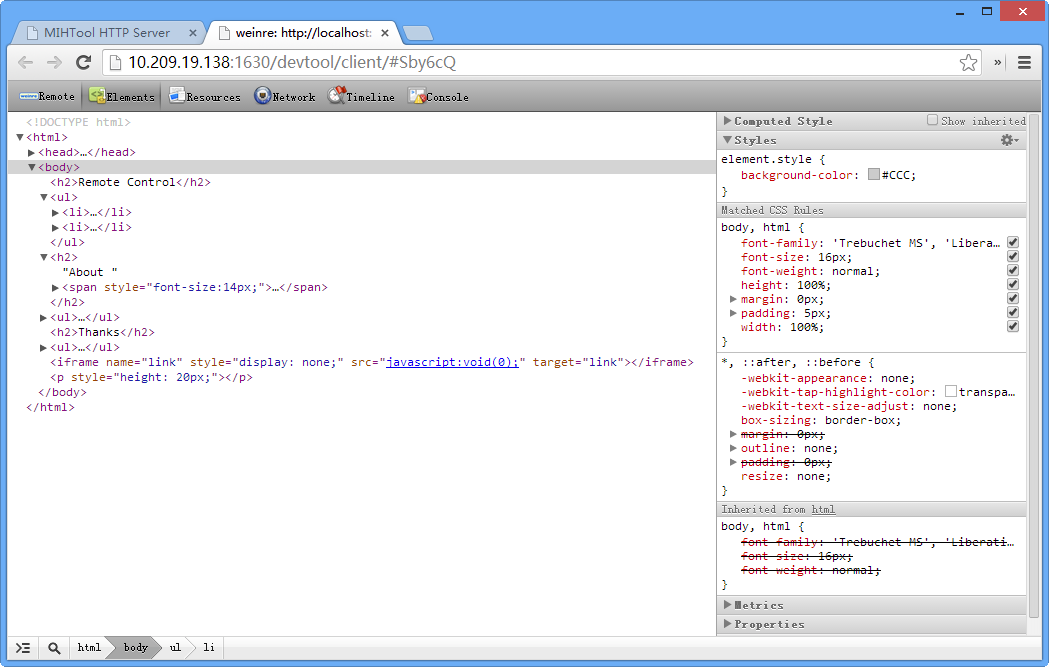 MIHTool HTTP Server
weinre: http://localhost:
10.209.19.138:1630/devtool/client/#Sby6cQ
Remote Elements Resources Network Timeline Console
<!DOCTYPE html>
<html>
<head>…</head>
<body>
<h2>Remote Control</h2>
<ul>
<li>…</li>
<li>…</li>
</ul>
<h2>
"About "
<span style="font-size:14px;">…</span>
</h2>
<ul>…</ul>
<h2>Thanks</h2>
<ul>…</ul>
<iframe name="link" style="display: none;" src="javascript:void(0);" target="link"></iframe>
<p style="height: 20px;"></p>
</body>
</html>
Computed Style Show inherited
Styles
element.style {
background-color: #CCC;
}
Matched CSS Rules
body, html {
font-family: 'Trebuchet MS', 'Libera…
font-size: 16px;
font-weight: normal;
height: 100%;
margin: 0px;
padding: 5px;
width: 100%;
}
*, ::after, ::before {
-webkit-appearance: none;
-webkit-tap-highlight-color: transpa…
-webkit-text-size-adjust: none;
box-sizing: border-box;
margin: 0px;
outline: none;
padding: 0px;
resize: none;
}
Inherited from html
body, html {
font-family: 'Trebuchet MS', 'Liberati…
font-size: 16px;
font-weight: normal;
}
Metrics
Properties
html body ul li